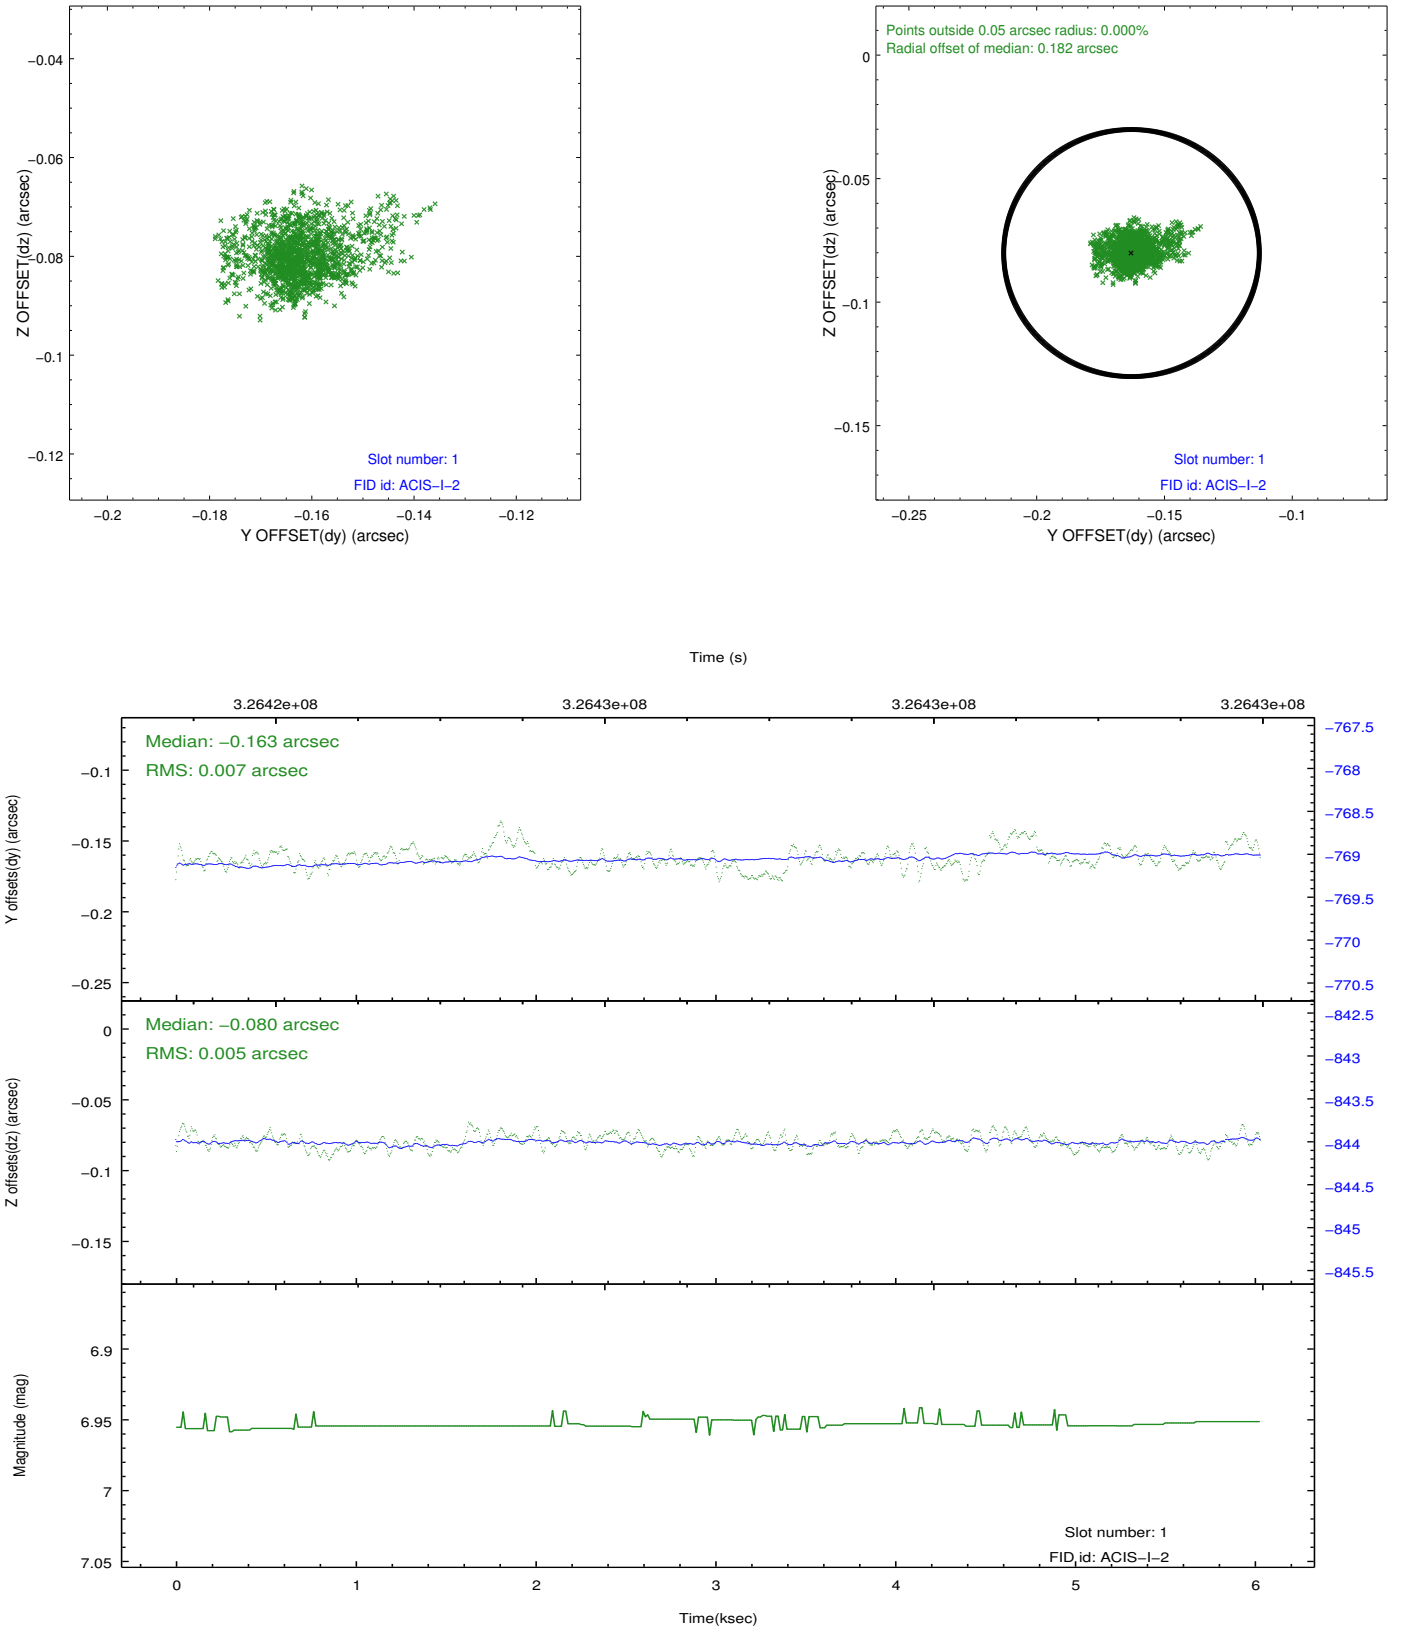 −0.04
−0.06
−0.08
−0.1
−0.12
Z OFFSET(dz) (arcsec)
Slot number: 1
FID id: ACIS−I−2
−0.2
−0.18
−0.16
−0.14
−0.12
Y OFFSET(dy) (arcsec)
Points outside 0.05 arcsec radius: 0.000%
Radial offset of median: 0.182 arcsec
0
−0.05
−0.1
−0.15
Z OFFSET(dz) (arcsec)
Slot number: 1
FID id: ACIS−I−2
−0.25
−0.2
−0.15
−0.1
Y OFFSET(dy) (arcsec)
Time (s)
3.2642e+08
3.2643e+08
3.2643e+08
3.2643e+08
Median: −0.163 arcsec
RMS: 0.007 arcsec
−0.1
−0.15
−0.2
−0.25
Y offsets(dy) (arcsec)
−767.5
−768
−768.5
−769
−769.5
−770
−770.5
Median: −0.080 arcsec
RMS: 0.005 arcsec
0
−0.05
−0.1
−0.15
Z offsets(dz) (arcsec)
−842.5
−843
−843.5
−844
−844.5
−845
−845.5
6.9
6.95
7
7.05
Magnitude (mag)
Slot number: 1
FID id: ACIS−I−2
0
1
2
3
4
5
6
Time(ksec)